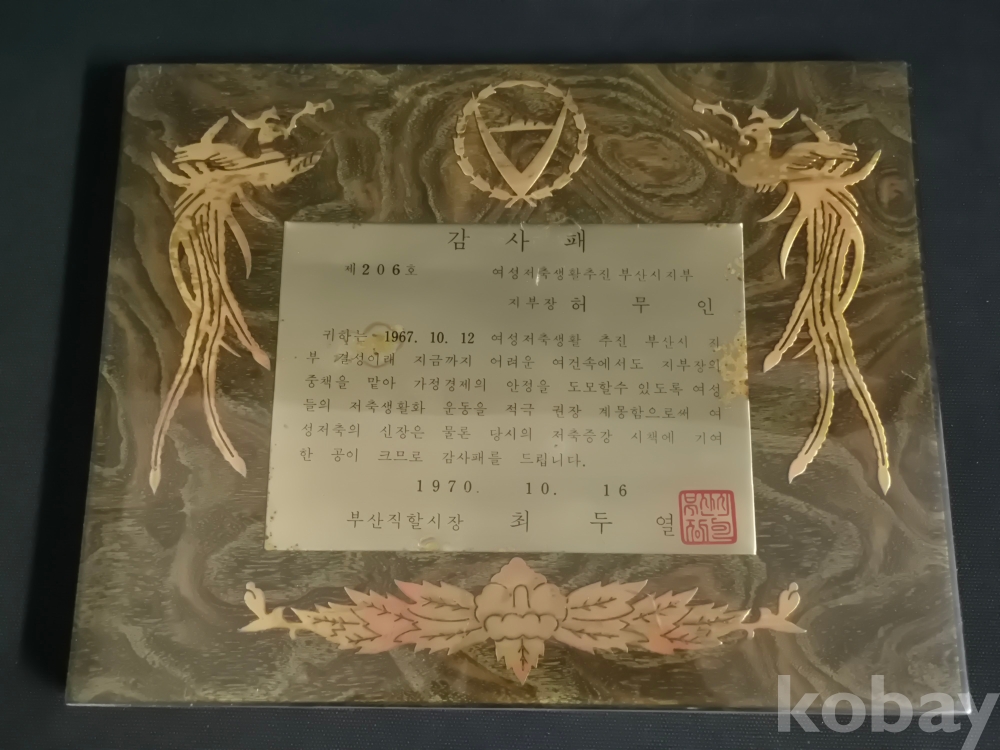 감 사 패
제206호 여성저축생활추진 부산시지부
지부장 허 무 인
귀하는 1967. 10. 12 여성저축생활 추진 부산시 지
부 결성이래 지금까지 어려운 여건속에서도 지부장의
중책을 맡아 가정경제의 안정을 도모할수 있도록 여성
들의 저축생활화 운동을 적극 권장 계몽함으로써 여
성저축의 신장은 물론 당시의 저축증강 시책에 기여
한 공이 크므로 감사패를 드립니다.
1970. 10. 16
부산직할시장 최 두 열
kobay